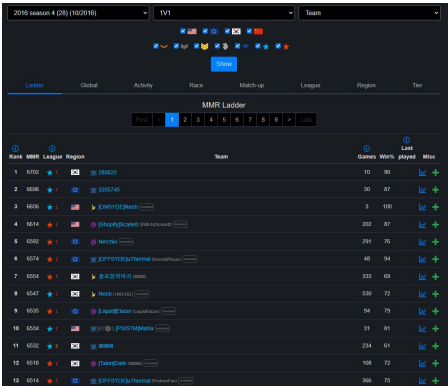 2016 season 4 (28) (10/2016) 1V1 Team
Show
Ladder Global Activity Race Match-up League Region Tier
MMR Ladder
First < 1 2 3 4 5 6 7 8 9 > Last
Rank MMR League Region Team Games Win% Last played Misc
1 6702 1 285625 10 90
2 6698 1 3205745 30 87
3 6656 1 [ONSYDE]Neeb 3 100
4 6614 1 [Shopify]Scarlett 202 87
5 6592 1 Nerchio 291 76
6 6574 1 [OFFSYDE]uThermal 48 94
7 6554 1 333 69
8 6547 1 Neeb 530 72
9 6535 1 [Liquid]Elazer 94 79
10 6534 1 [PSISTM]MaSa 31 81
11 6532 234 61
12 6518 1 Dark 108 72
13 6514 1 [OFFSYDE]uThermal 366 75